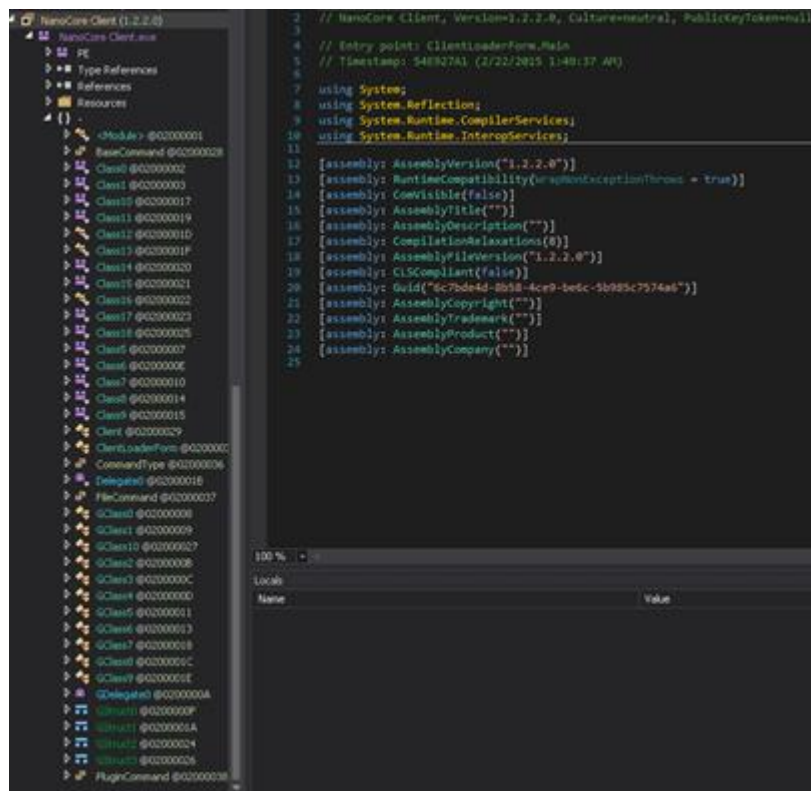 NanoCore Client (1.2.2.0)
NanoCore Client.exe
PE
Type References
References
Resources
{} -
<Module> @02000001
BaseCommand @02000028
Class0 @02000002
Class1 @02000003
Class10 @02000017
Class11 @02000019
Class12 @0200001D
Class13 @0200001F
Class14 @02000020
Class15 @02000021
Class16 @02000022
Class17 @02000023
Class18 @02000025
Class5 @02000007
Class6 @0200000E
Class7 @02000010
Class8 @02000014
Class9 @02000015
Client @02000029
ClientLoaderForm @0200000
CommandType @02000036
Delegate0 @0200001B
FileCommand @02000037
GClass0 @02000008
GClass1 @02000009
GClass10 @02000027
GClass2 @0200000B
GClass3 @0200000C
GClass4 @0200000D
GClass5 @02000011
GClass6 @02000013
GClass7 @02000018
GClass8 @0200001C
GClass9 @0200001E
GDelegate0 @0200000A
GStruct0 @0200000F
GStruct1 @0200001A
GStruct2 @02000024
GStruct3 @02000026
PluginCommand @02000038
2 // NanoCore Client, Version=1.2.2.0, Culture=neutral, PublicKeyToken=nul
3
4 // Entry point: ClientLoaderForm.Main
5 // Timestamp: 54E927A1 (2/22/2015 1:49:37 AM)
6
7 using System;
8 using System.Reflection;
9 using System.Runtime.CompilerServices;
10 using System.Runtime.InteropServices;
11
12 [assembly: AssemblyVersion("1.2.2.0")]
13 [assembly: RuntimeCompatibility(WrapNonExceptionThrows = true)]
14 [assembly: ComVisible(false)]
15 [assembly: AssemblyTitle("")]
16 [assembly: AssemblyDescription("")]
17 [assembly: CompilationRelaxations(8)]
18 [assembly: AssemblyFileVersion("1.2.2.0")]
19 [assembly: CLSCompliant(false)]
20 [assembly: Guid("6c7bde4d-8b58-4ce9-be6c-5b985c7574a6")]
21 [assembly: AssemblyCopyright("")]
22 [assembly: AssemblyTrademark("")]
23 [assembly: AssemblyProduct("")]
24 [assembly: AssemblyCompany("")]
25
100 %
Locals
Name Value